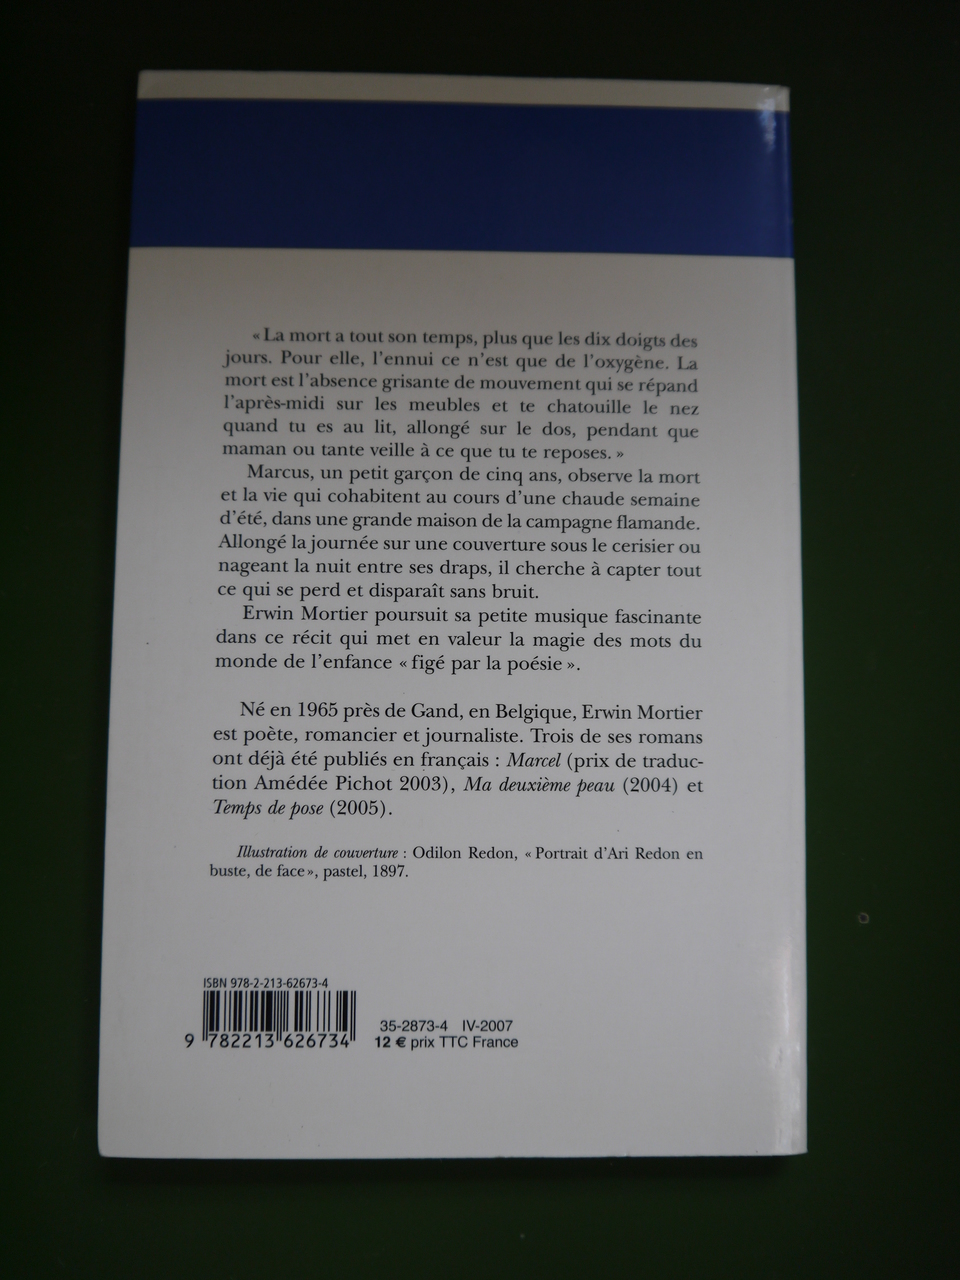 « La mort a tout son temps, plus que les dix doigts des
jours. Pour elle, l’ennui ce n’est que de l’oxygène. La
mort est l’absence grisante de mouvement qui se répand
l’après-midi sur les meubles et te chatouille le nez
quand tu es au lit, allongé sur le dos, pendant que
maman ou tante veille à ce que tu te reposes. »
Marcus, un petit garçon de cinq ans, observe la mort
et la vie qui cohabitent au cours d’une chaude semaine
d’été, dans une grande maison de la campagne flamande.
Allongé la journée sur une couverture sous le cerisier ou
nageant la nuit entre ses draps, il cherche à capter tout
ce qui se perd et disparaît sans bruit.
Erwin Mortier poursuit sa petite musique fascinante
dans ce récit qui met en valeur la magie des mots du
monde de l’enfance « figé par la poésie ».
Né en 1965 près de Gand, en Belgique, Erwin Mortier
est poète, romancier et journaliste. Trois de ses romans
ont déjà été publiés en français : Marcel (prix de traduc-
tion Amédée Pichot 2003), Ma deuxième peau (2004) et
Temps de pose (2005).
Illustration de couverture : Odilon Redon, « Portrait d’Ari Redon en
buste, de face », pastel, 1897.
ISBN 978-2-213-62673-4
9 782213 626734
35-2873-4 IV-2007
12 € prix TTC France